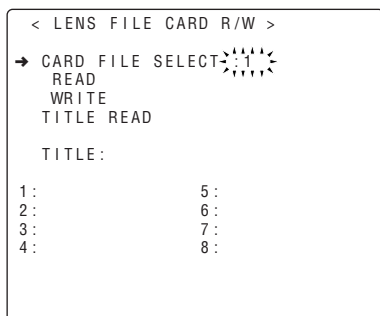 < LENS FILE CARD R/W >
➔ CARD FILE SELECT :1
READ
WRITE
TITLE READ
TITLE:
1: 5:
2: 6:
3: 7:
4: 8: